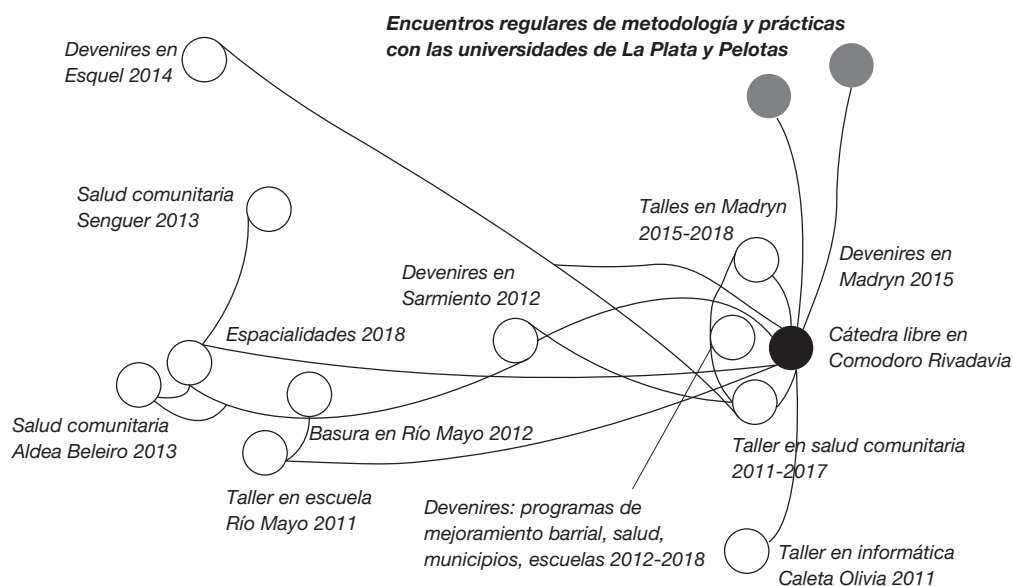 Encuentros regulares de metodología y prácticas
con las universidades de La Plata y Pelotas
Devenires en
Esquel 2014
Salud comunitaria
Senguer 2013
Talles en Madryn
2015-2018
Devenires en
Madryn 2015
Devenires en
Sarmiento 2012
Espacialidades 2018
Cátedra libre en
Comodoro Rivadavia
Salud comunitaria
Aldea Beleiro 2013
Basura en Río Mayo 2012
Taller en salud comunitaria
2011-2017
Taller en escuela
Río Mayo 2011
Devenires: programas de
mejoramiento barrial, salud,
municipios, escuelas 2012-2018
Taller en informática
Caleta Olivia 2011